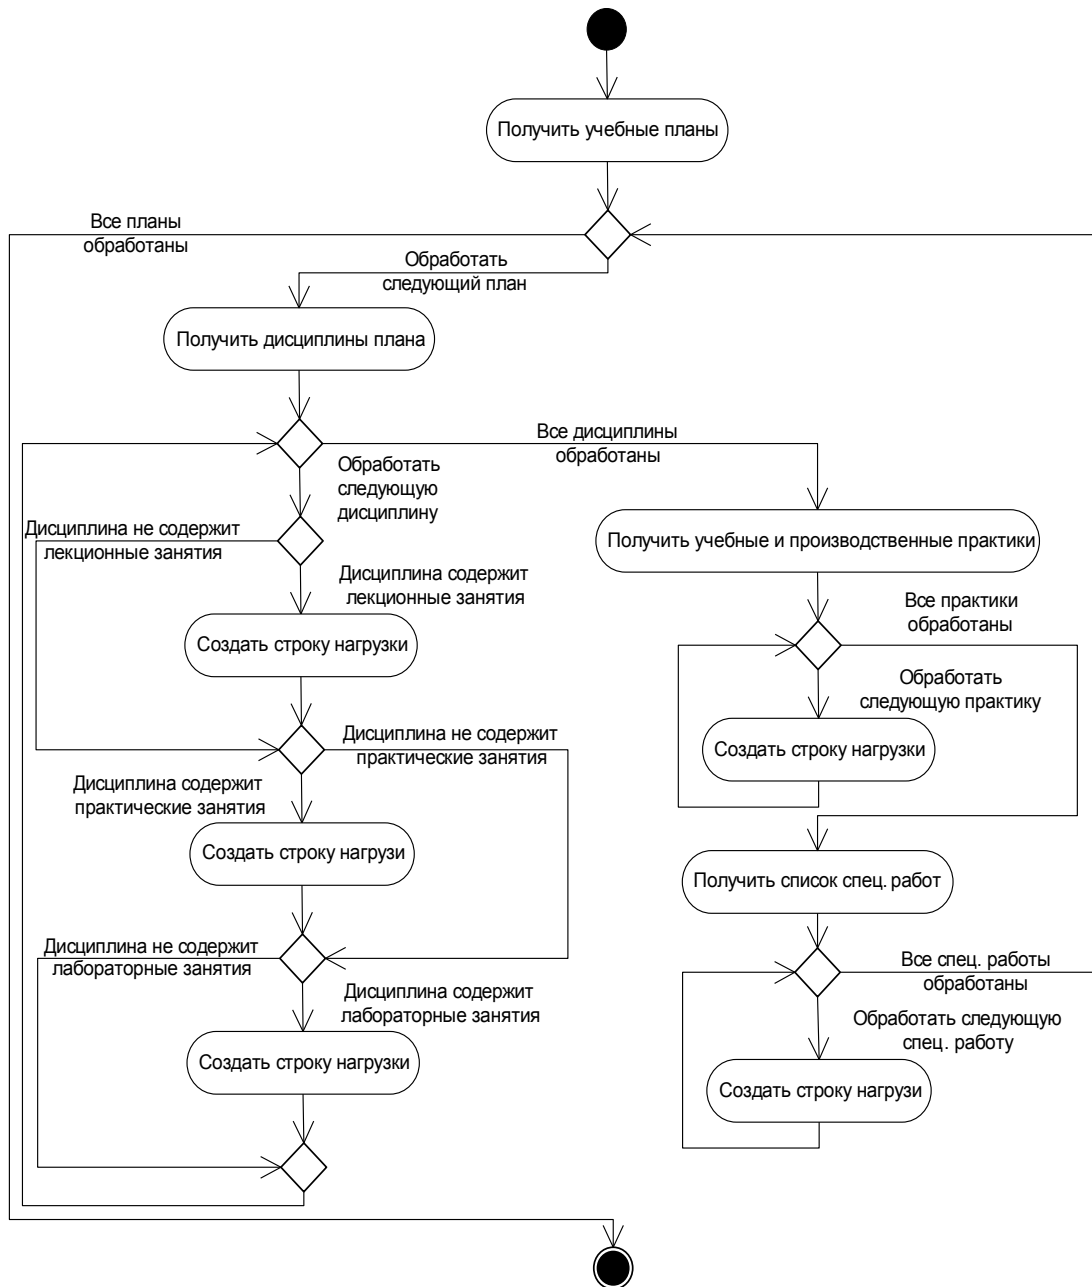 Получить учебные планы
Все планы
обработаны
Обработать
следующий план
Получить дисциплины плана
Все дисциплины
обработаны
Обработать
следующую
дисциплину
Дисциплина не содержит
лекционные занятия
Получить учебные и производственные практики
Дисциплина содержит
лекционные занятия
Все практики
обработаны
Создать строку нагрузки
Обработать
следующую практику
Дисциплина не содержит
практические занятия
Создать строку нагрузки
Дисциплина содержит
практические занятия
Создать строку нагрузи
Получить список спец. работ
Дисциплина не содержит
лабораторные занятия
Все спец. работы
обработаны
Дисциплина содержит
лабораторные занятия
Обработать следующую
спец. работу
Создать строку нагрузки
Создать строку нагрузи